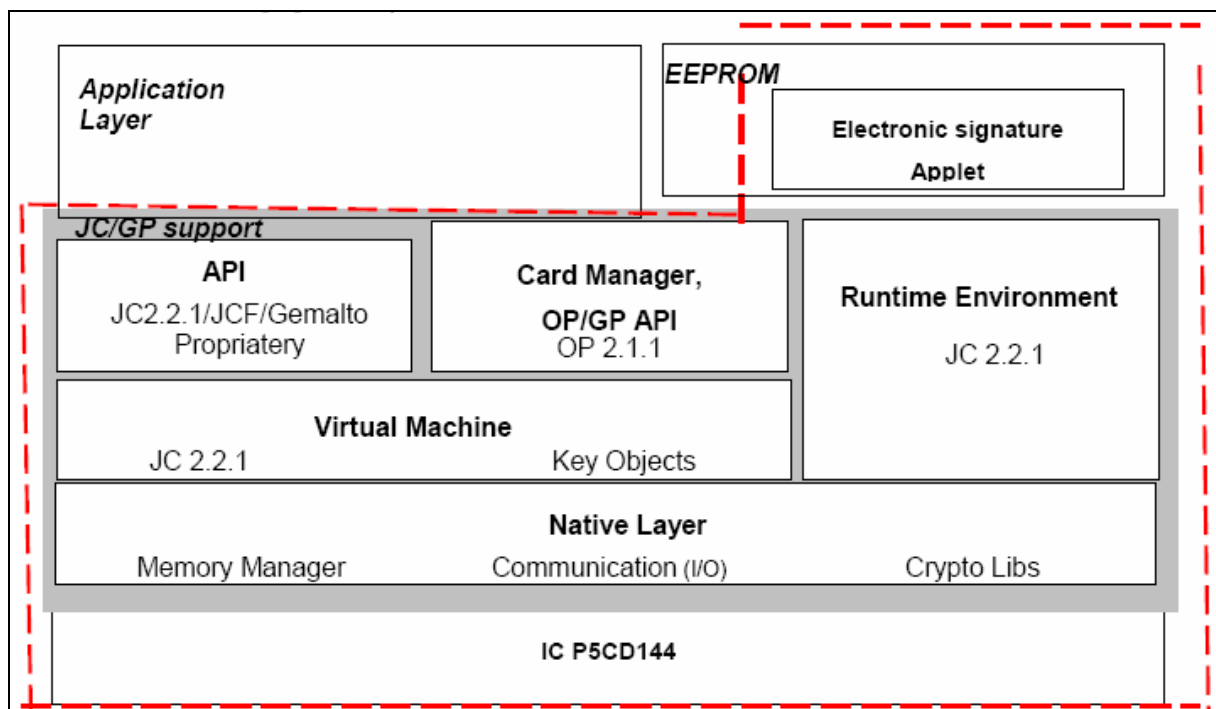 Application
Layer
EEPROM
Electronic signature
Applet
JC/GP support
API
JC2.2.1/JCF/Gemalto
Propriatery
Card Manager,
OP/GP API
OP 2.1.1
Runtime Environment
JC 2.2.1
Virtual Machine
JC 2.2.1 Key Objects
Native Layer
Memory Manager Communication (I/O) Crypto Libs
IC P5CD144